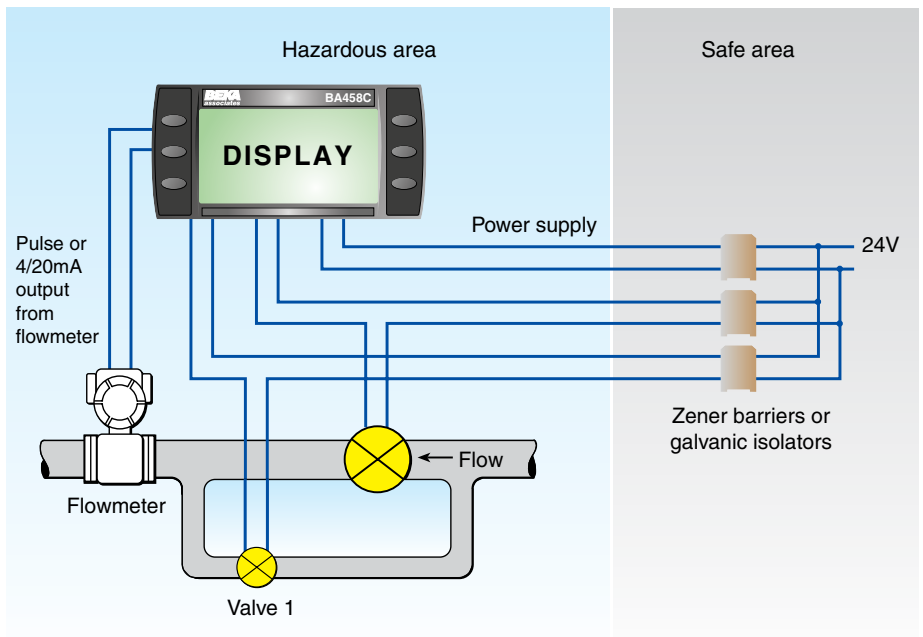 Hazardous area
Safe area
BEKA
associates
BA458C
DISPLAY
Power supply
24V
Pulse or
4/20mA
output
from
flowmeter
Zener barriers or
galvanic isolators
Flow
Flowmeter
Valve 1